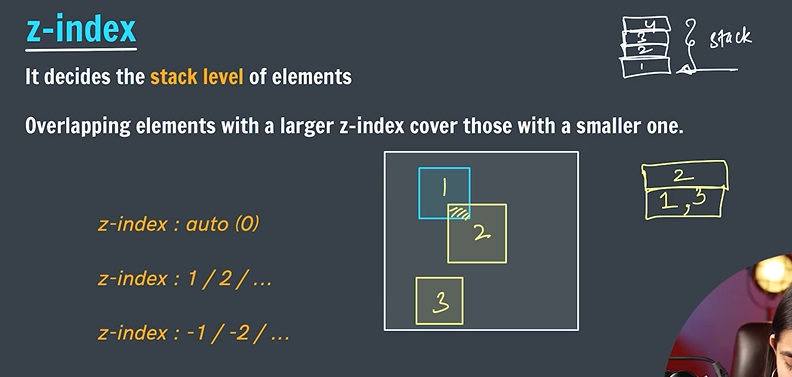 z-index
It decides the stack level of elements
Overlapping elements with a larger z-index cover those with a smaller one.
4
3
2
1
stack
z-index : auto (0)
z-index : 1 / 2 / ...
z-index : -1 / -2 / ...
1
2
3
2
1, 3